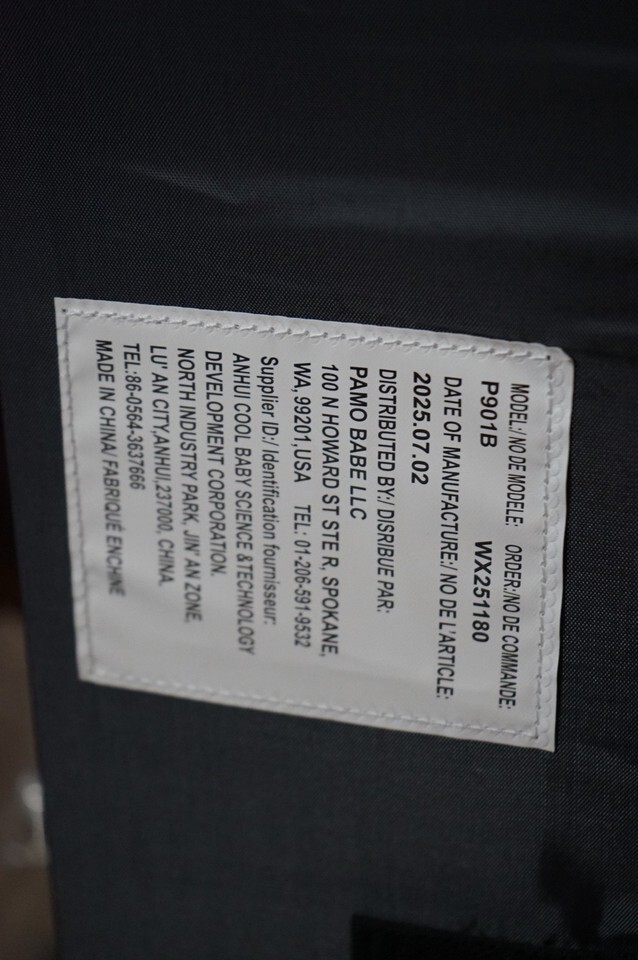 MODEL:/ NO DE MODELE: ORDER:/NO DE COMMANDE:
P901B WX251180
DATE OF MANUFACTURE:/ NO DE L'ARTICLE:
2025.07.02
DISTRIBUTED BY:/ DISRIBUE PAR:
PAMO BABE LLC
100 N HOWARD ST STE R, SPOKANE,
WA, 99201,USA TEL: 01-206-591-9532
Supplier ID:/ Identification fournisseur:
ANHUI COOL BABY SCIENCE &TECHNOLOGY
DEVELOPMENT CORPORATION.
NORTH INDUSTRY PARK, JIN' AN ZONE,
LU' AN CITY,ANHUI,237000, CHINA.
TEL:86-0564-3637666
MADE IN CHINA/ FABRIQUÉ ENCHINE